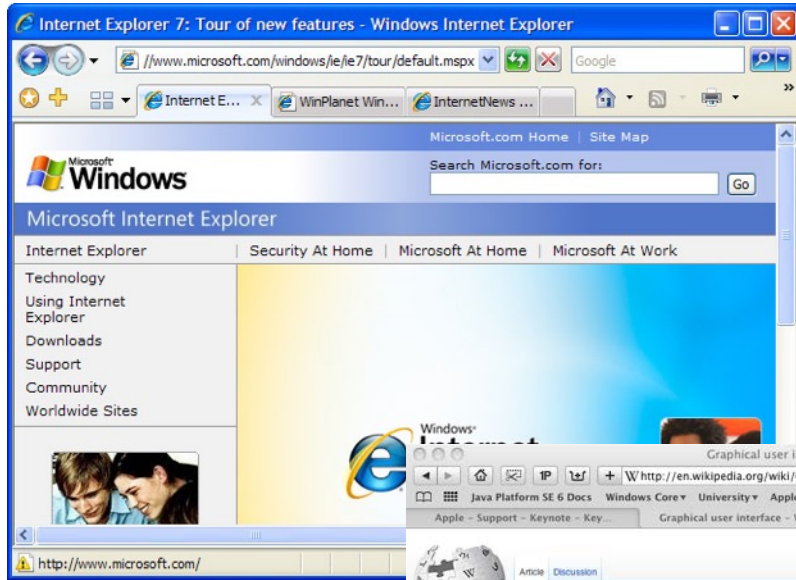 Internet Explorer 7: Tour of new features - Windows Internet Explorer
//www.microsoft.com/windows/ie/ie7/tour/default.mspx
Google
Internet E...
WinPlanet Win...
InternetNews ...
»
Microsoft.com Home | Site Map
Microsoft
Windows
Search Microsoft.com for:
Go
Microsoft Internet Explorer
Internet Explorer | Security At Home | Microsoft At Home | Microsoft At Work
Technology
Using Internet
Explorer
Downloads
Support
Community
Worldwide Sites
Windows
Internet
http://www.microsoft.com/
Graphical user i
1P
W http://en.wikipedia.org/wiki/
Java Platform SE 6 Docs Windows Core University Apple
Apple – Support – Keynote – Key...
Graphical user interface –
Article Discussion